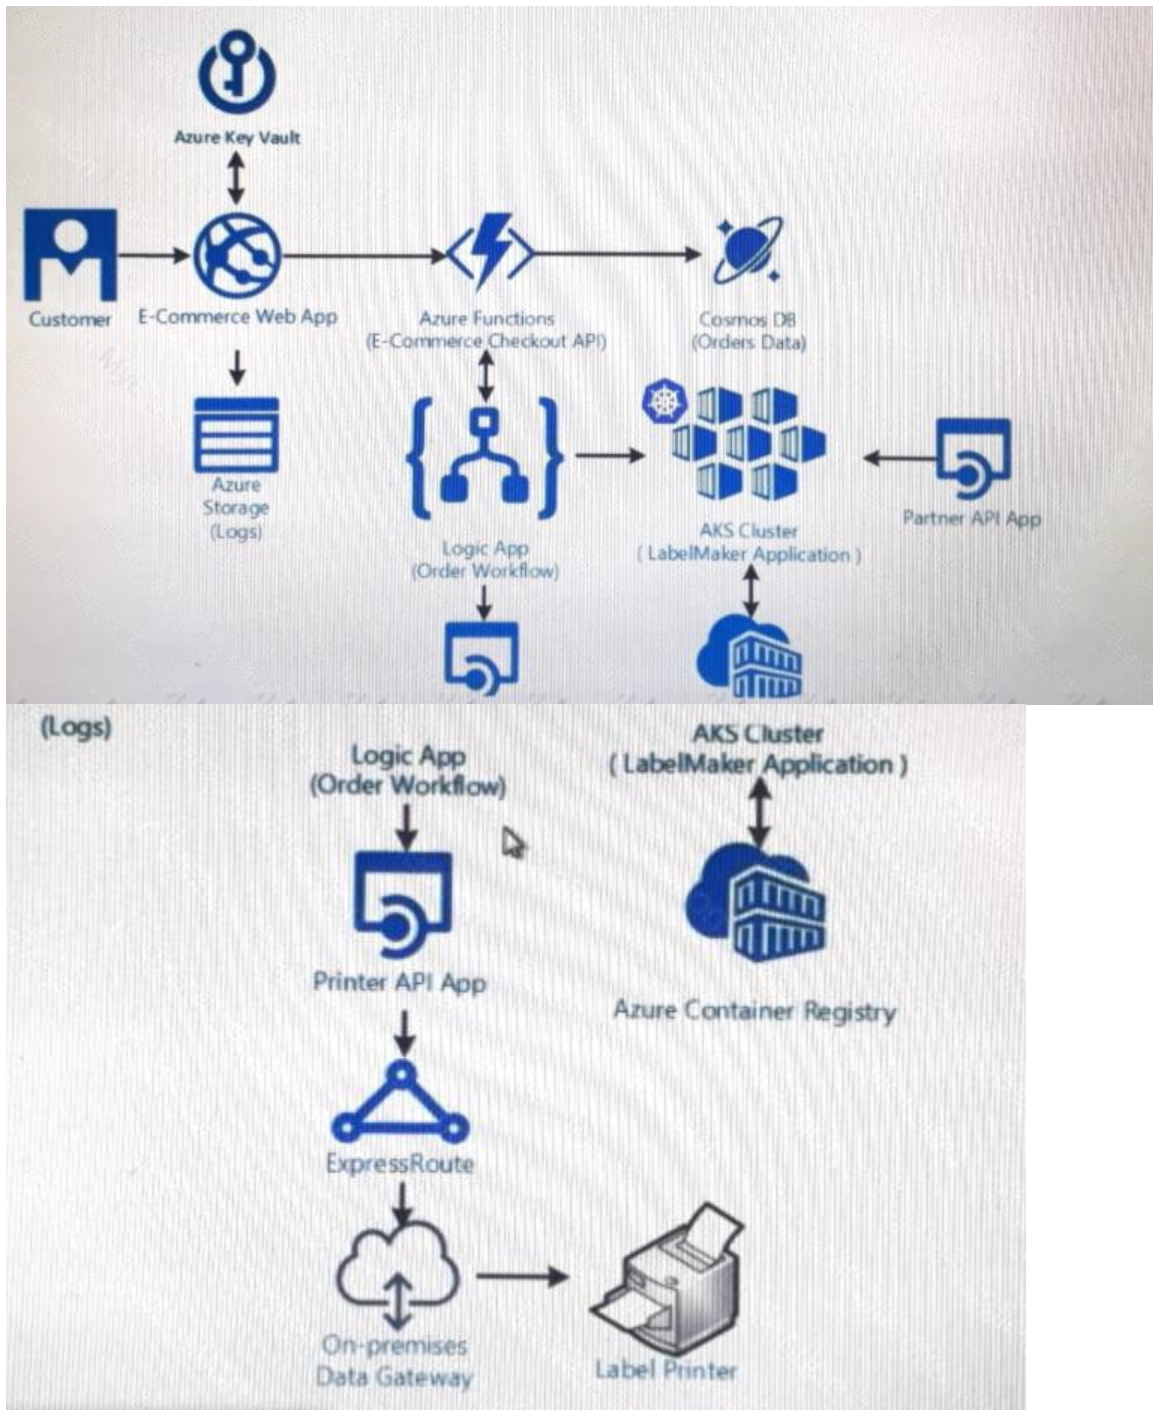 Azure Key Vault
Customer
E-Commerce Web App
Azure Functions
(E-Commerce Checkout API)
Cosmos DB
(Orders Data)
Azure
Storage
(Logs)
Logic App
(Order Workflow)
AKS Cluster
( LabelMaker Application )
Partner API App
(Logs)
Logic App
(Order Workflow)
AKS Cluster
( LabelMaker Application )
Printer API App
Azure Container Registry
ExpressRoute
On-premises
Data Gateway
Label Printer